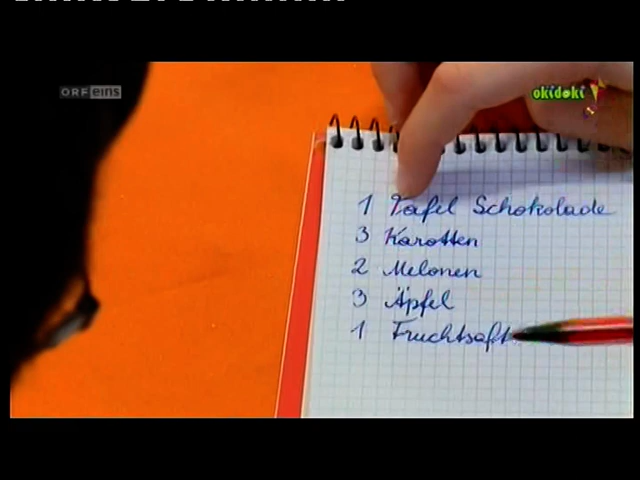 ORF eins
okidoki
1 Tafel Schokolade
3 Karotten
2 Melonen
3 Äpfel
1 Fruchtsaft